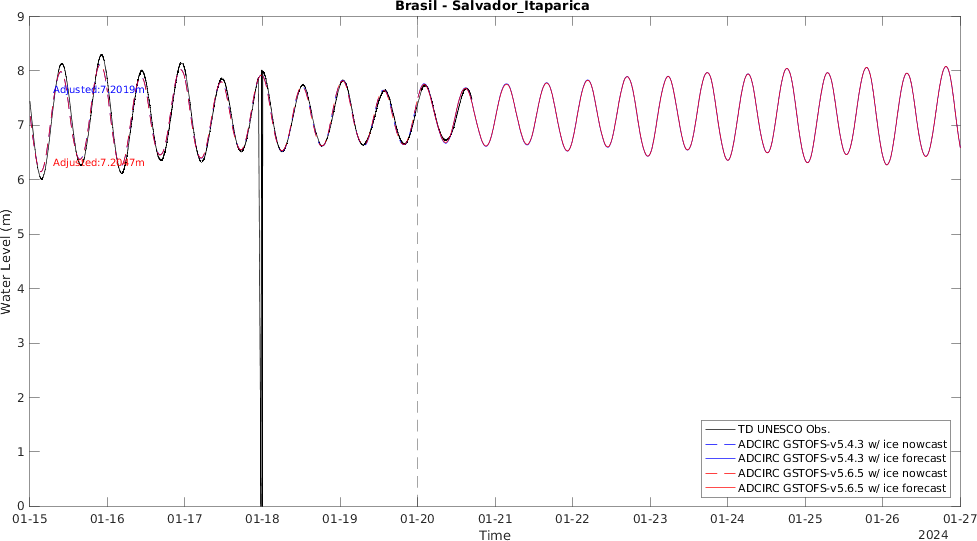 Brasil - Salvador_Itaparica
9
8
7
6
5
4
3
2
1
0
Water Level (m)
Adjusted:7.2019m
Adjusted:7.2047m
TD UNESCO Obs.
ADCIRC GSTOFS-v5.4.3 w/ ice nowcast
ADCIRC GSTOFS-v5.4.3 w/ ice forecast
ADCIRC GSTOFS-v5.6.5 w/ ice nowcast
ADCIRC GSTOFS-v5.6.5 w/ ice forecast
01-15 01-16 01-17 01-18 01-19 01-20 01-21 01-22 01-23 01-24 01-25 01-26 01-27
Time
2024